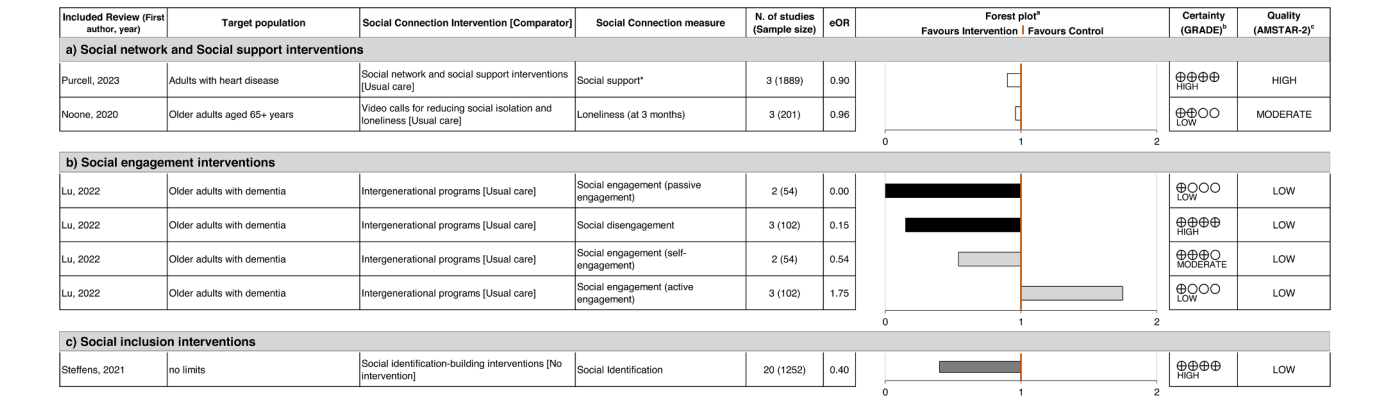 Included Review (First author, year) Target population Social Connection Intervention [Comparator] Social Connection measure N. of studies (Sample size) eOR Forest plotᵃ Favours Intervention | Favours Control Certainty (GRADE)ᵇ Quality (AMSTAR-2)ᶜ
a) Social network and Social support interventions
Purcell, 2023 Adults with heart disease Social network and social support interventions [Usual care] Social support* 3 (1889) 0.90 ⊕⊕⊕⊕ HIGH HIGH
Noone, 2020 Older adults aged 65+ years Video calls for reducing social isolation and loneliness [Usual care] Loneliness (at 3 months) 3 (201) 0.96 ⊕⊕○○ LOW MODERATE
0 1 2
b) Social engagement interventions
Lu, 2022 Older adults with dementia Intergenerational programs [Usual care] Social engagement (passive engagement) 2 (54) 0.00 ⊕○○○ LOW LOW
Lu, 2022 Older adults with dementia Intergenerational programs [Usual care] Social disengagement 3 (102) 0.15 ⊕⊕⊕⊕ HIGH LOW
Lu, 2022 Older adults with dementia Intergenerational programs [Usual care] Social engagement (self-engagement) 2 (54) 0.54 ⊕⊕⊕○ MODERATE LOW
Lu, 2022 Older adults with dementia Intergenerational programs [Usual care] Social engagement (active engagement) 3 (102) 1.75 ⊕○○○ LOW LOW
0 1 2
c) Social inclusion interventions
Steffens, 2021 no limits Social identification-building interventions [No intervention] Social Identification 20 (1252) 0.40 ⊕⊕⊕⊕ HIGH LOW
0 1 2